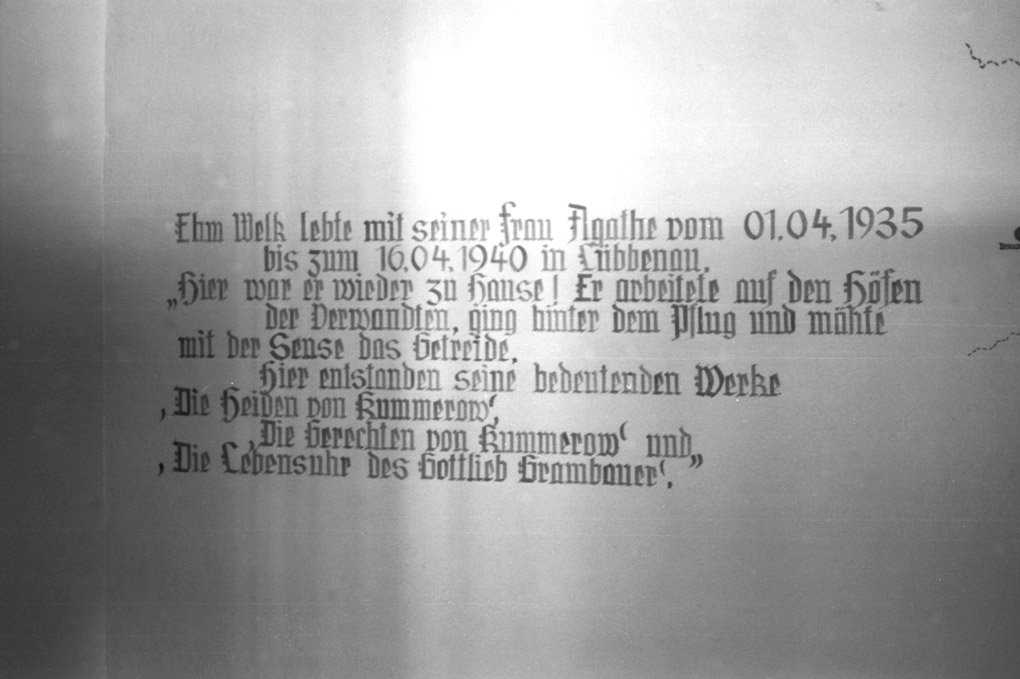 Ehm Welk lebte mit seiner Frau Agathe vom 01.04.1935
bis zum 16.04.1940 in Lübbenau.
„Hier war er wieder zu Hause! Er arbeitete auf den Höfen
der Verwandten, ging hinter dem Pflug und mähte
mit der Sense das Getreide.
Hier entstanden seine bedeutenden Werke
‚Die Heiden von Kummerow‘,
‚Die Gerechten von Kummerow‘ und
‚Die Lebensuhr des Gottlieb Grambauer‘.”